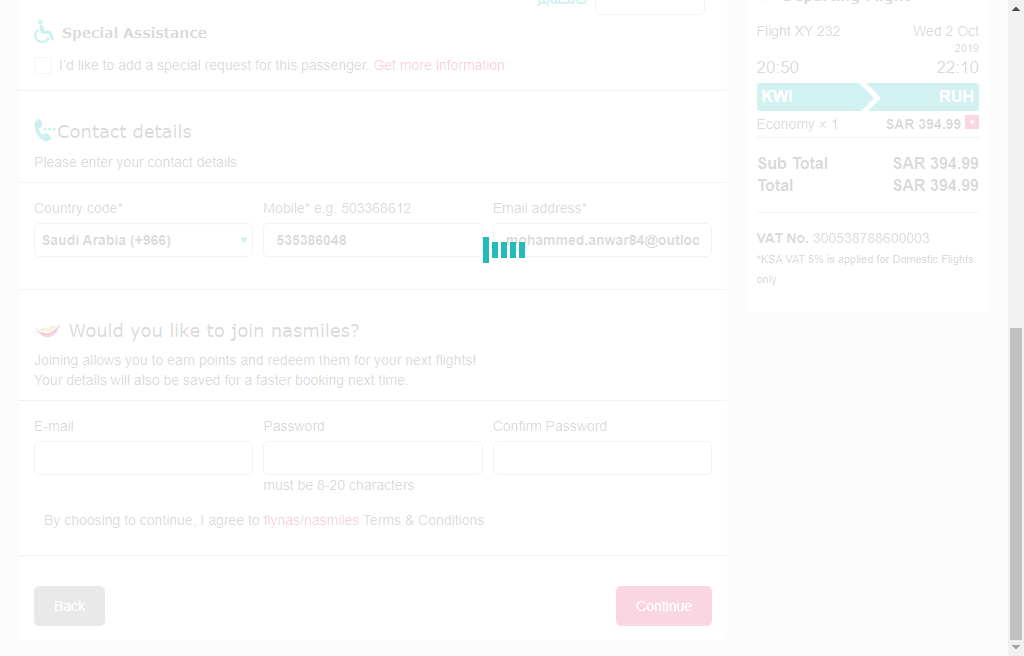 Special Assistance
I'd like to add a special request for this passenger. Get more information
Contact details
Please enter your contact details
Country code*
Mobile* e.g. 503368612
Email address*
Saudi Arabia (+966)
535386048
mohammed.anwar84@outloo
Would you like to join nasmiles?
Joining allows you to earn points and redeem them for your next flights!
Your details will also be saved for a faster booking next time.
E-mail
Password
Confirm Password
must be 8-20 characters
By choosing to continue, I agree to flynas/nasmiles Terms & Conditions
Back
Continue
Flight XY 232
Wed 2 Oct
2019
20:50
22:10
KWI
RUH
Economy × 1
SAR 394.99 +
Sub Total
SAR 394.99
Total
SAR 394.99
VAT No. 300538788600003
*KSA VAT 5% is applied for Domestic Flights
only